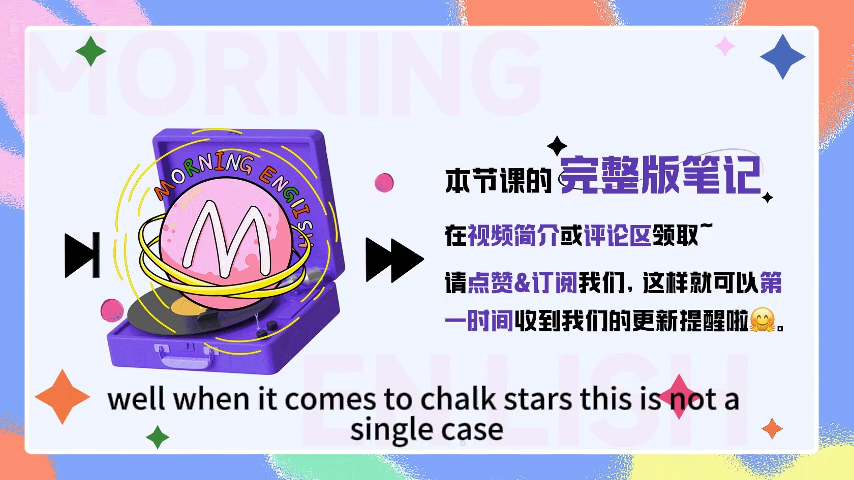 MORNING
MORNING ENGLISH
M
本节课的 完整版笔记
在视频简介或评论区领取~
请点赞&订阅我们，这样就可以第
一时间收到我们的更新提醒啦🤗。
EN LISH
well when it comes to chalk stars this is not a
single case